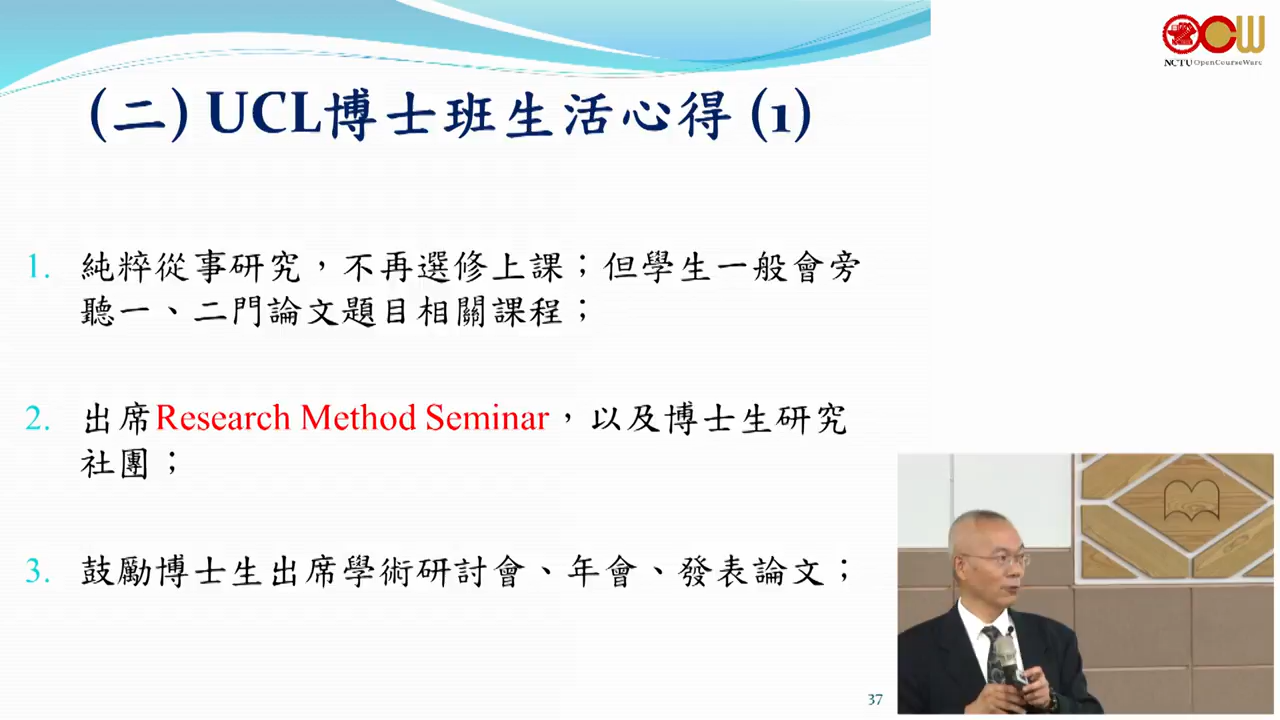 OCW
NCTU OpenCourseWare
(二) UCL博士班生活心得 (1)
1. 純粹從事研究，不再選修上課；但學生一般會旁
聽一、二門論文題目相關課程；
2. 出席Research Method Seminar，以及博士生研究
社團；
3. 鼓勵博士生出席學術研討會、年會、發表論文；
37